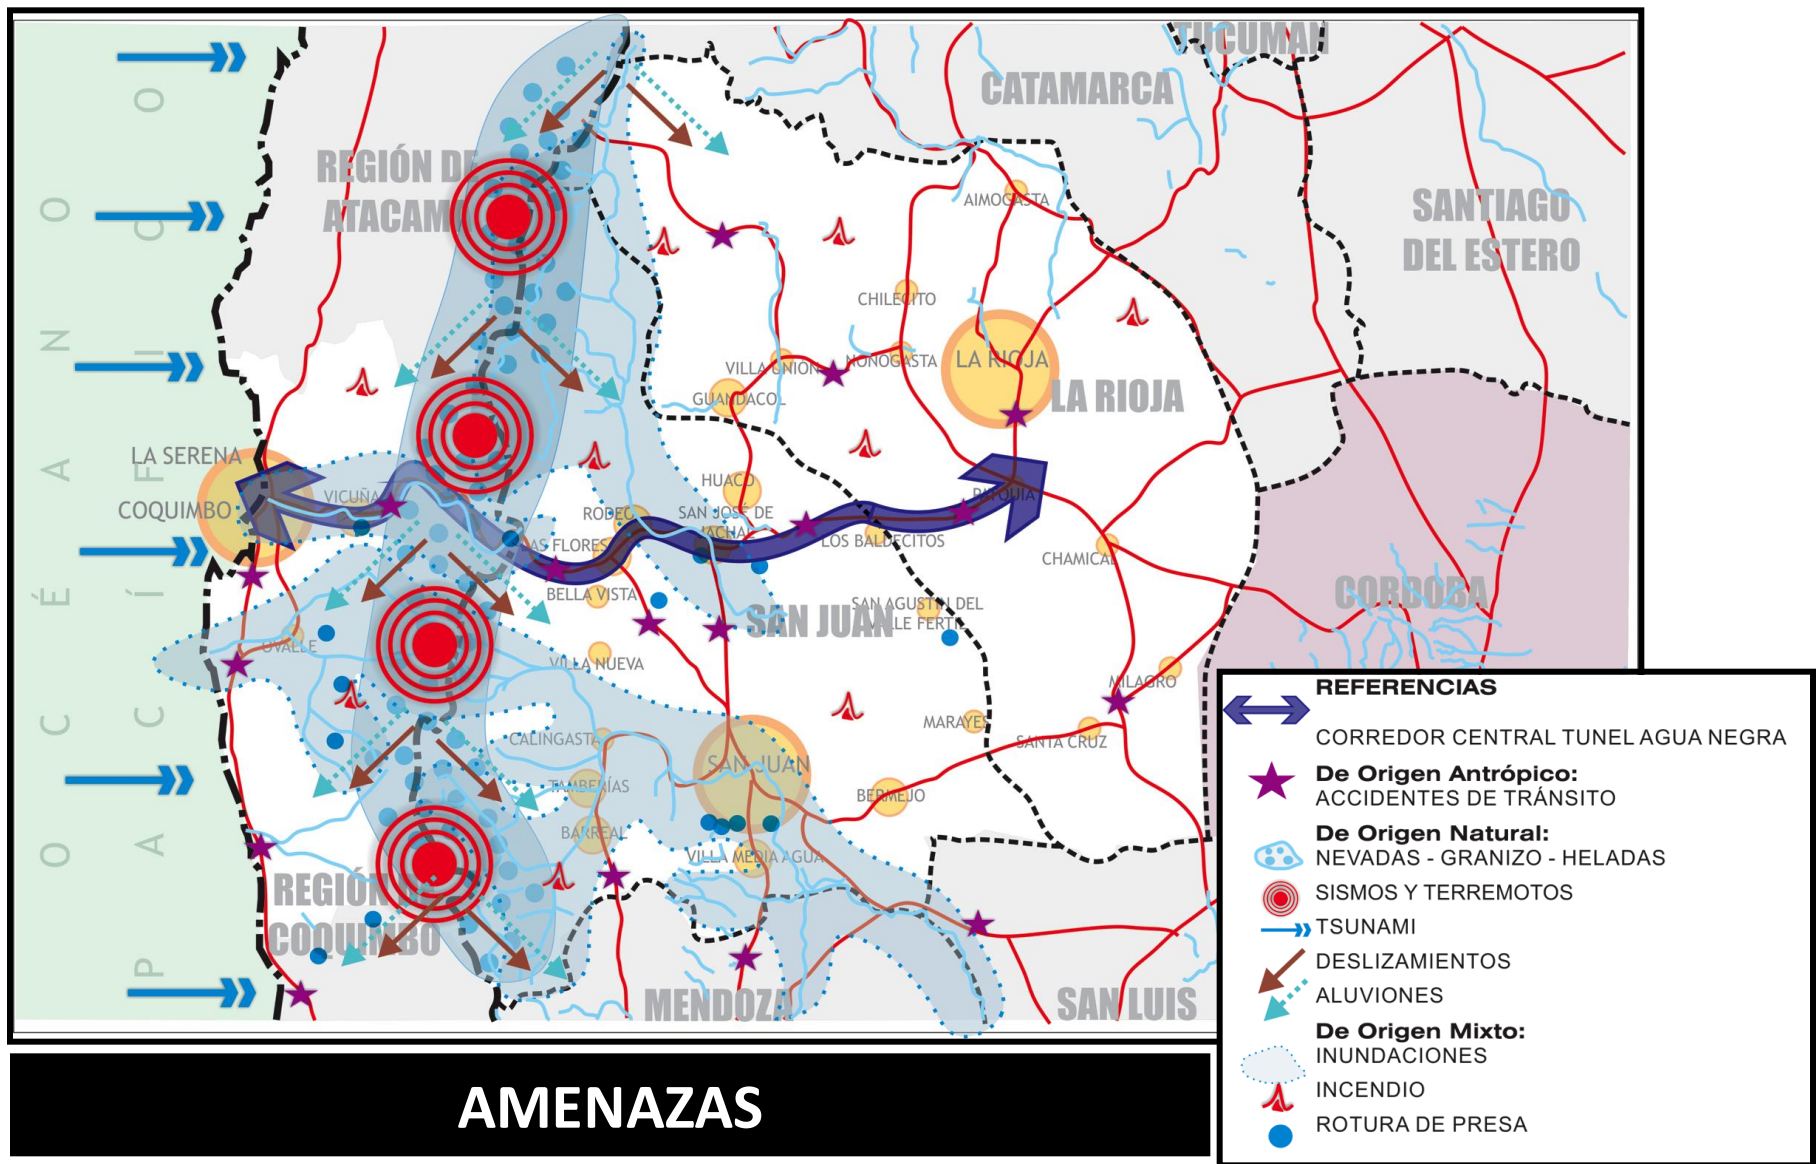 TUCUMAN
CATAMARCA
REGIÓN DE
ATACAMA
AIMOGASTA
SANTIAGO
DEL ESTERO
CHILECITO
VILLA UNIÓN
NONOGASTA
LA RIOJA
GUANDACOL
LA RIOJA
LA SERENA
COQUIMBO
VICUÑA
HUACO
RODEO
SAN JOSÉ DE
JACHAL
PATQUIA
LAS FLORES
LOS BALDECITOS
CHAMICAL
BELLA VISTA
SAN JUAN
SAN AGUSTIN DEL
VALLE FERTIL
CORDOBA
OVALLE
VILLA NUEVA
MILAGRO
MARAYES
SANTA CRUZ
CALINGASTA
SAN JUAN
TAMBERÍAS
BERMEJO
BARREAL
VILLA MEDIA AGUA
REGIÓN DE
COQUIMBO
MENDOZA
SAN LUIS
OCÉANO
PACÍFICO
REFERENCIAS
CORREDOR CENTRAL TUNEL AGUA NEGRA
De Origen Antrópico:
ACCIDENTES DE TRÁNSITO
De Origen Natural:
NEVADAS - GRANIZO - HELADAS
SISMOS Y TERREMOTOS
TSUNAMI
DESLIZAMIENTOS
ALUVIONES
De Origen Mixto:
INUNDACIONES
INCENDIO
ROTURA DE PRESA
AMENAZAS